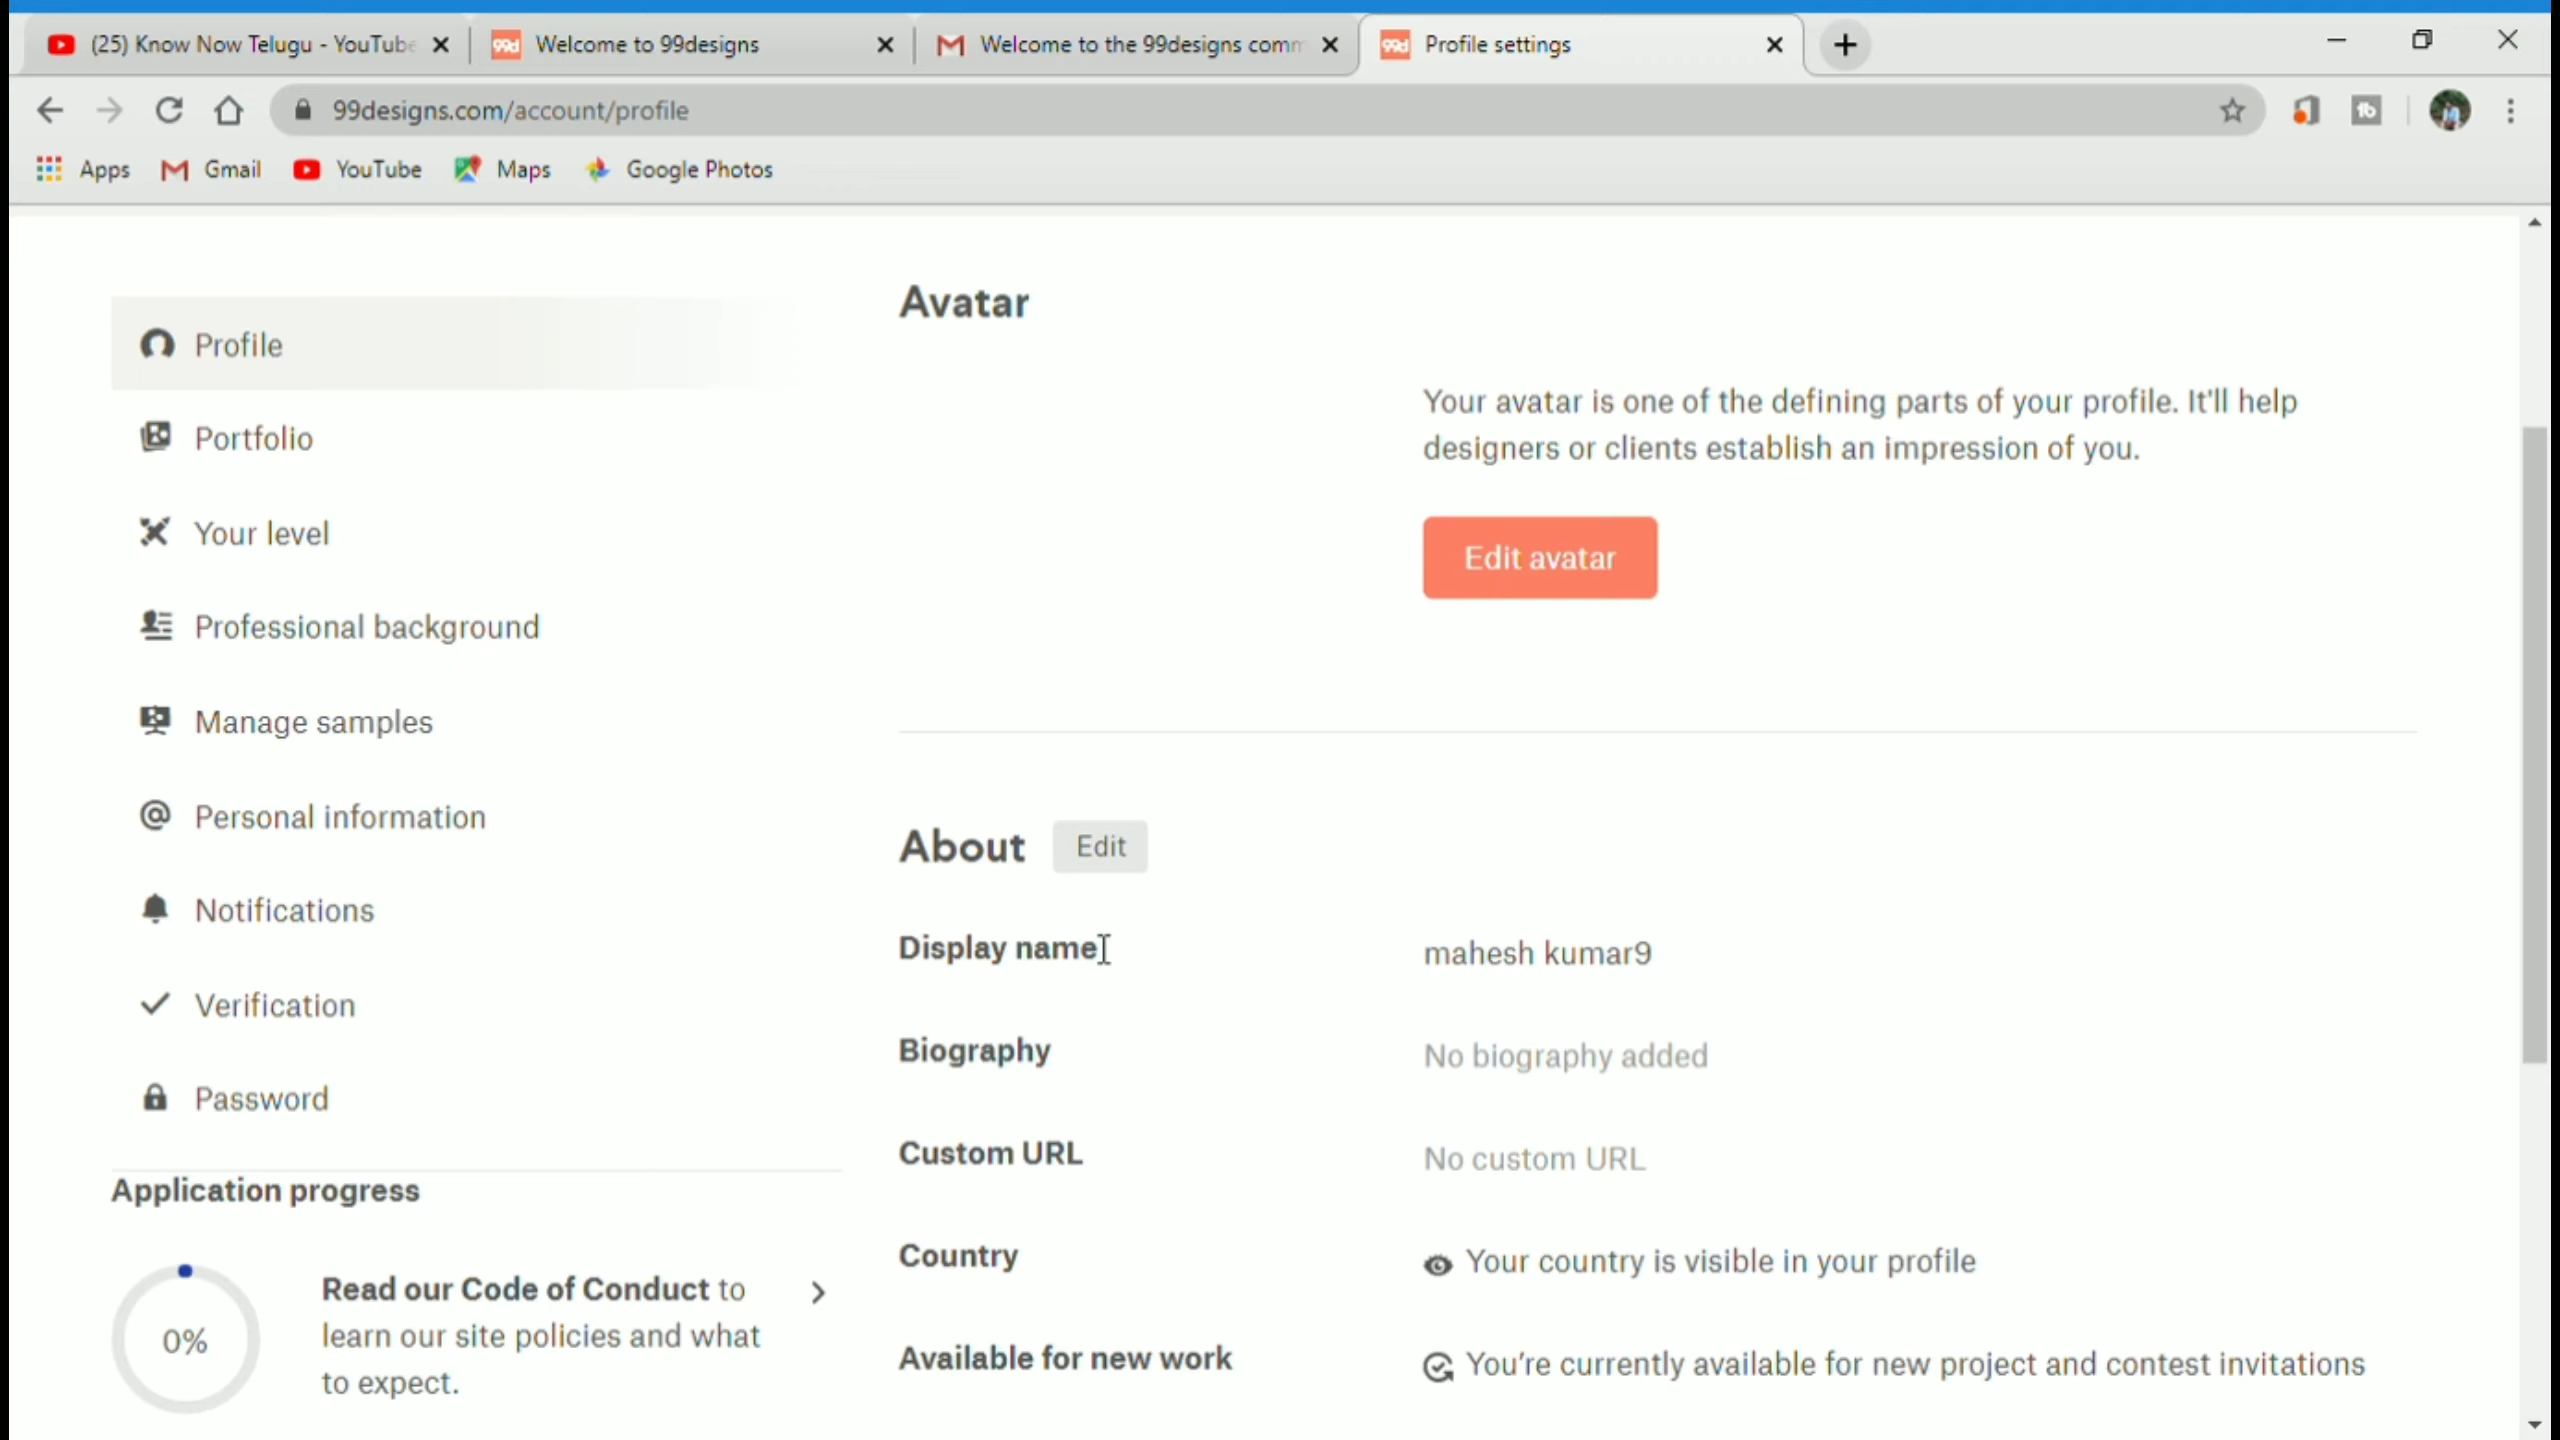 (25) Know Now Telugu - YouTube
Welcome to 99designs
Welcome to the 99designs comm
Profile settings
99designs.com/account/profile
Apps
Gmail
YouTube
Maps
Google Photos
Avatar
Profile
Your avatar is one of the defining parts of your profile. It'll help
designers or clients establish an impression of you.
Portfolio
Your level
Edit avatar
Professional background
Manage samples
Personal information
About
Edit
Notifications
Display name
mahesh kumar9
Verification
Biography
No biography added
Password
Custom URL
No custom URL
Application progress
Country
Your country is visible in your profile
Read our Code of Conduct to
learn our site policies and what
to expect.
0%
Available for new work
You're currently available for new project and contest invitations